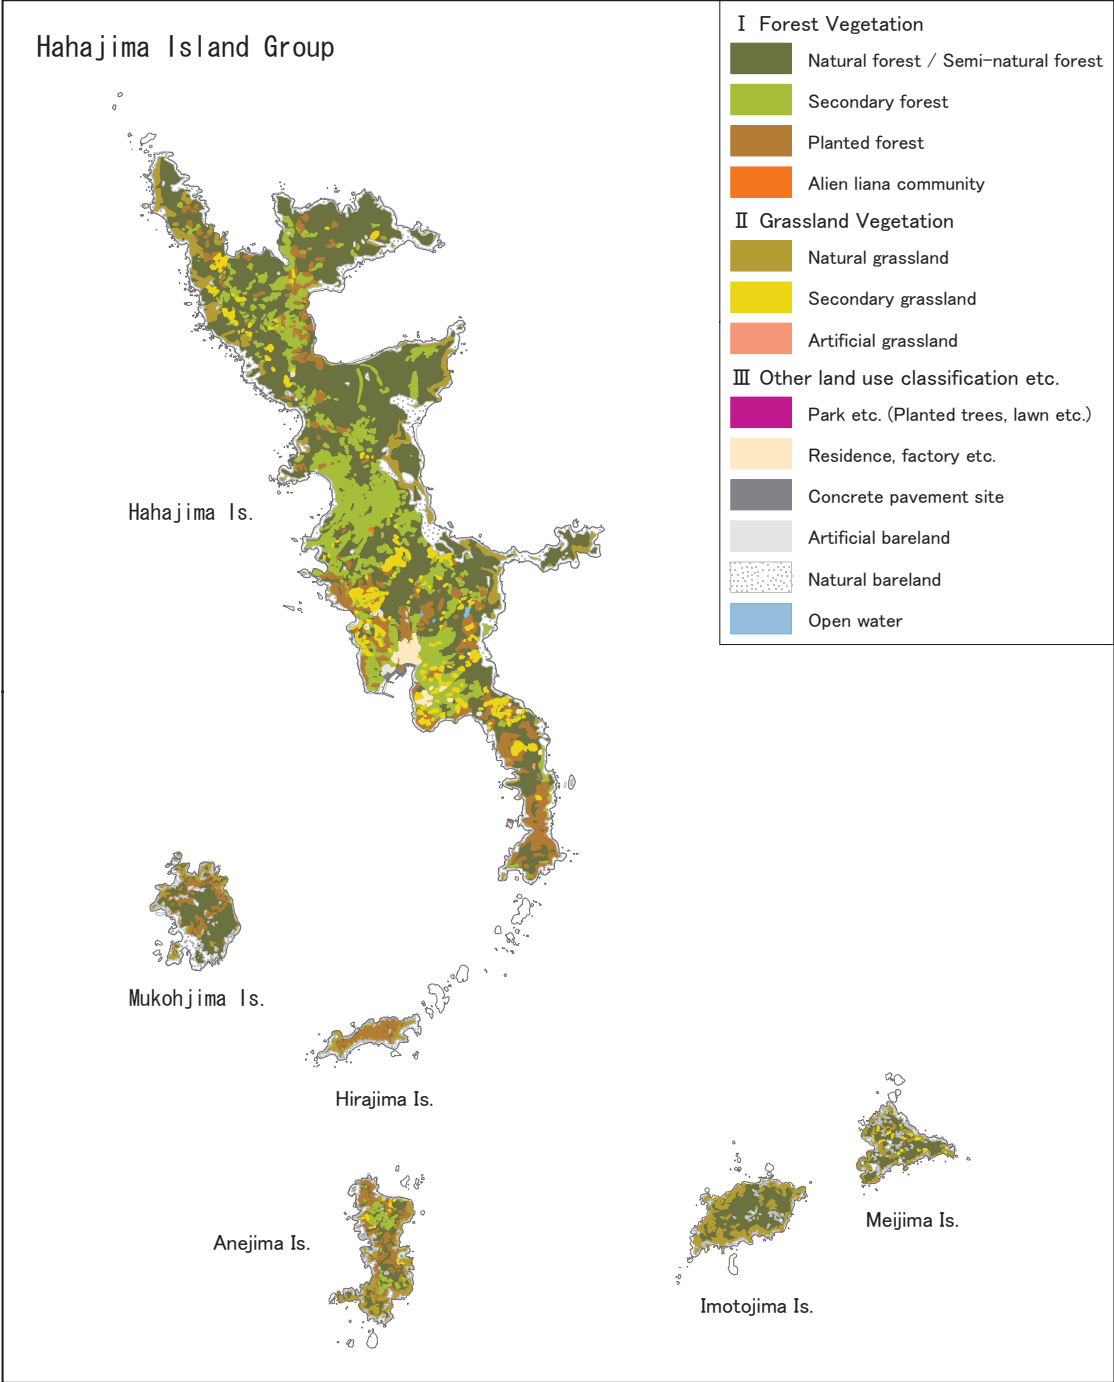 Hahajima Island Group
Ⅰ Forest Vegetation
Natural forest / Semi-natural forest
Secondary forest
Planted forest
Alien liana community
Ⅱ Grassland Vegetation
Natural grassland
Secondary grassland
Artificial grassland
Ⅲ Other land use classification etc.
Park etc. (Planted trees, lawn etc.)
Residence, factory etc.
Concrete pavement site
Artificial bareland
Natural bareland
Open water
Hahajima Is.
Mukohjima Is.
Hirajima Is.
Anejima Is.
Meijima Is.
Imotojima Is.